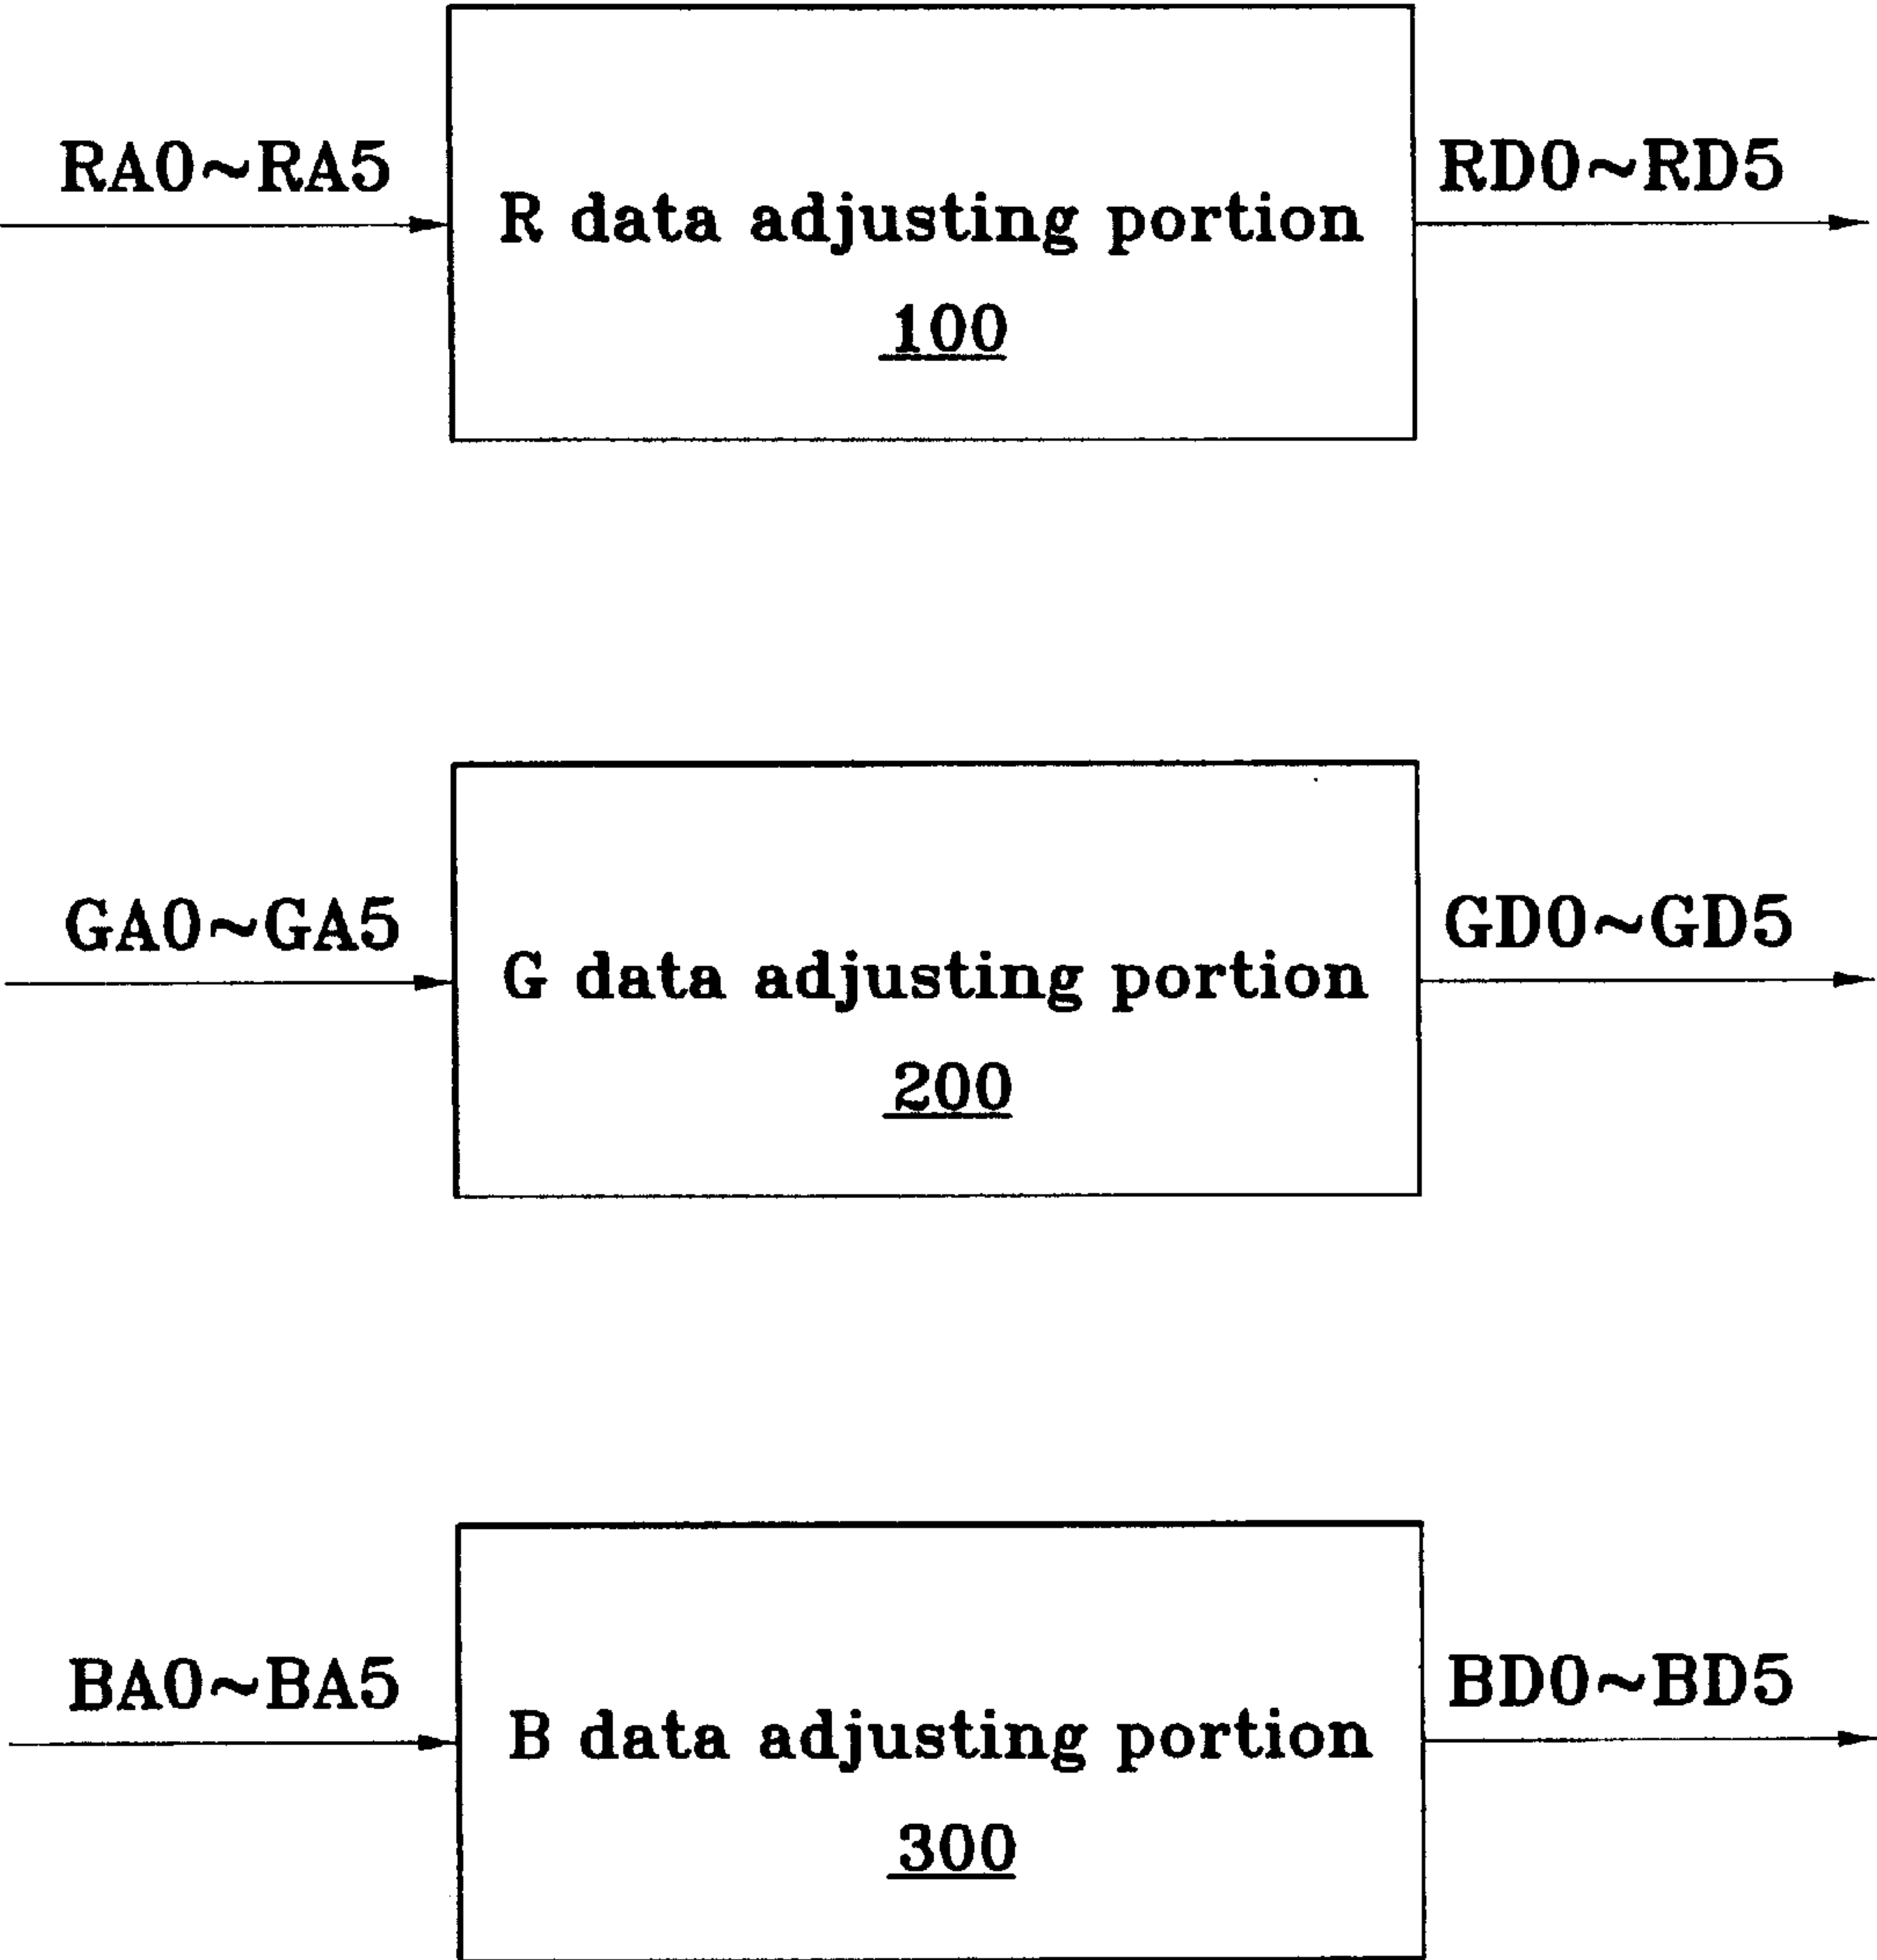 RA0~RA5
R data adjusting portion
100
RD0~RD5
GA0~GA5
G data adjusting portion
200
GD0~GD5
BA0~BA5
B data adjusting portion
300
BD0~BD5